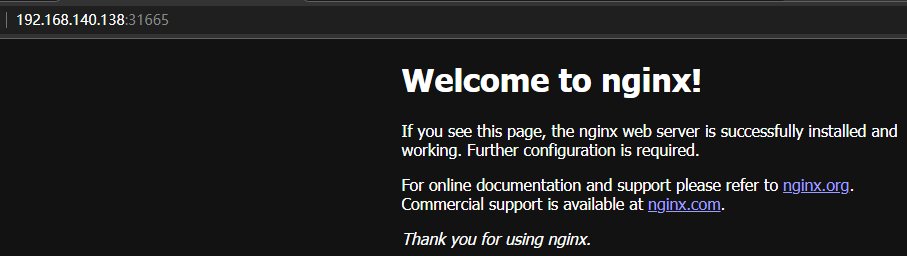 192.168.140.138:31665
Welcome to nginx!
If you see this page, the nginx web server is successfully installed and
working. Further configuration is required.
For online documentation and support please refer to nginx.org.
Commercial support is available at nginx.com.
Thank you for using nginx.